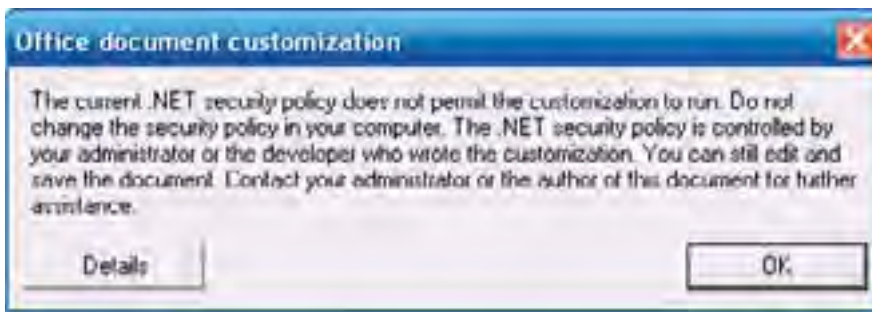 Office document customization
The current .NET security policy does not permit the customization to run. Do not
change the security policy in your computer. The .NET security policy is controlled by
your administrator or the developer who wrote the customization. You can still edit and
save the document. Contact your administrator or the author of this document for further
assistance.
Details
OK